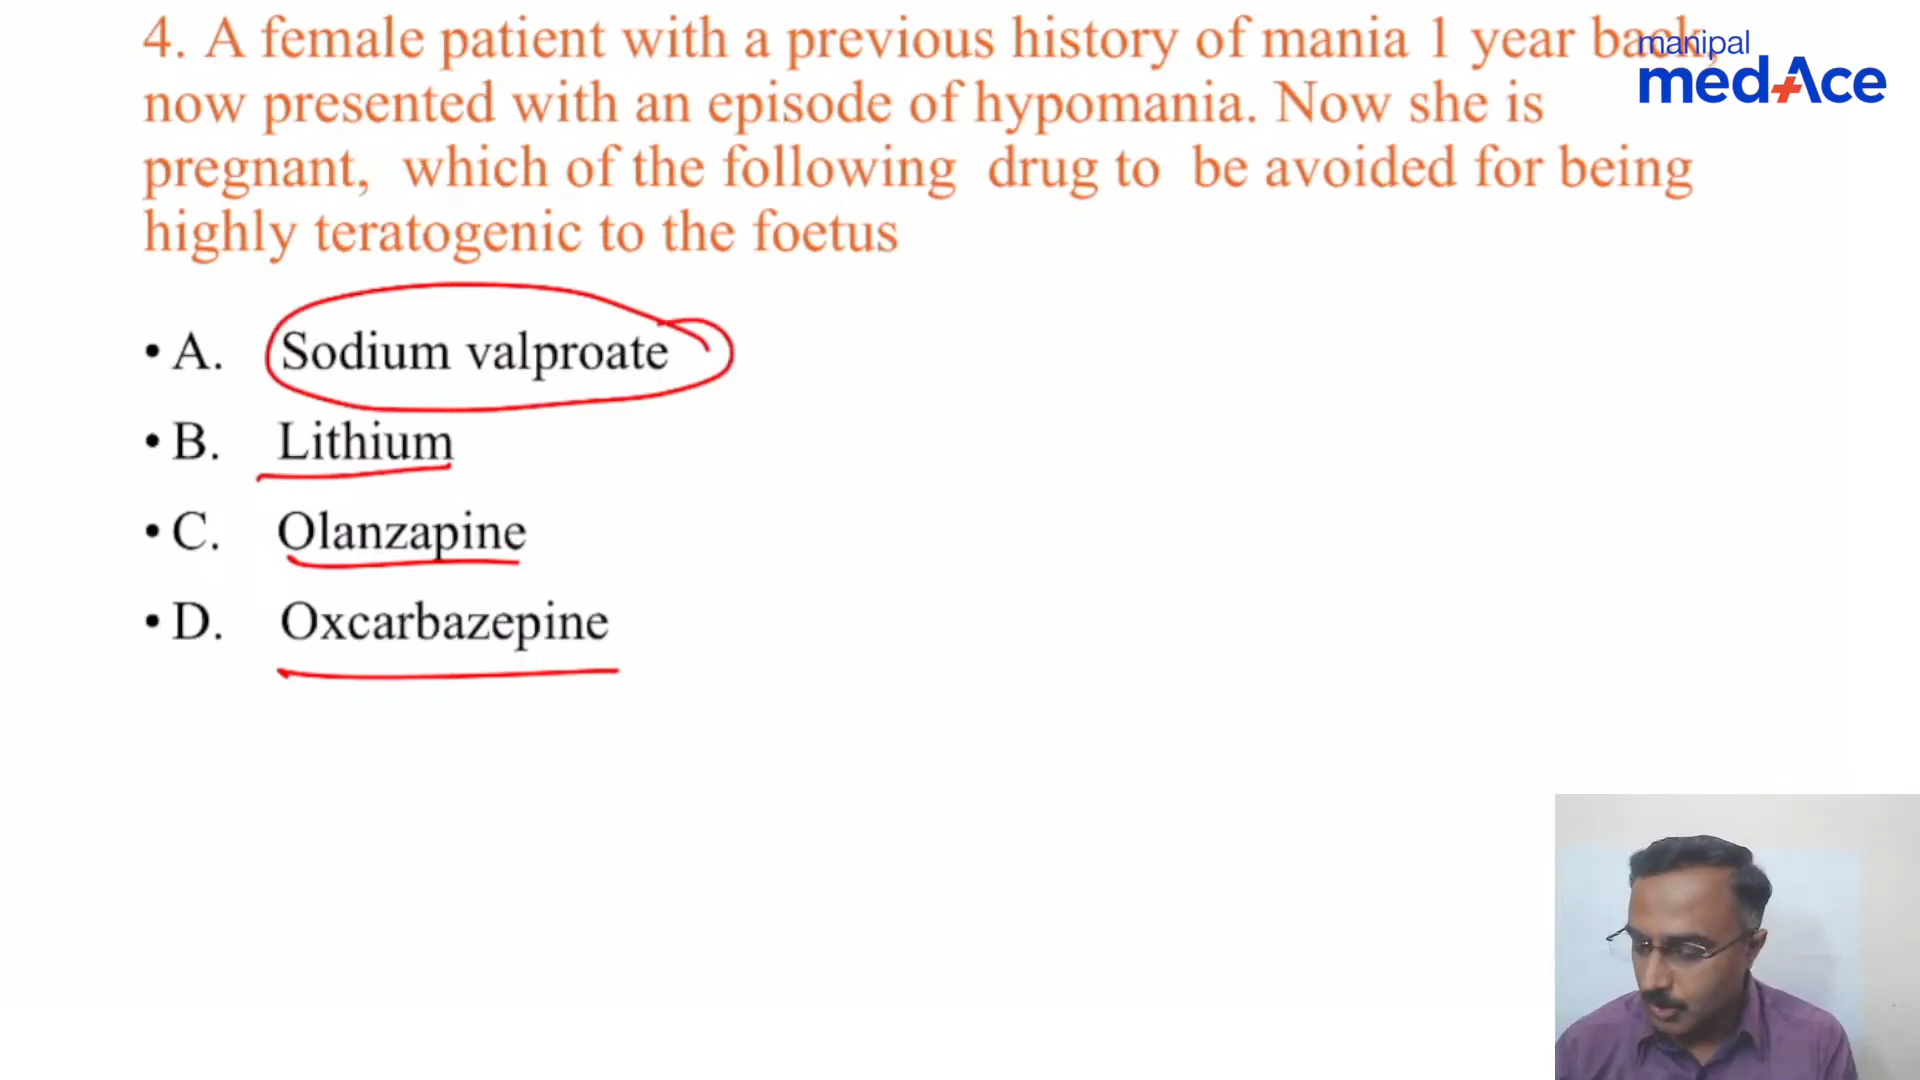 4. A female patient with a previous history of mania 1 year back,
now presented with an episode of hypomania. Now she is
pregnant, which of the following drug to be avoided for being
highly teratogenic to the foetus
• A. Sodium valproate
• B. Lithium
• C. Olanzapine
• D. Oxcarbazepine
manipal
medAce